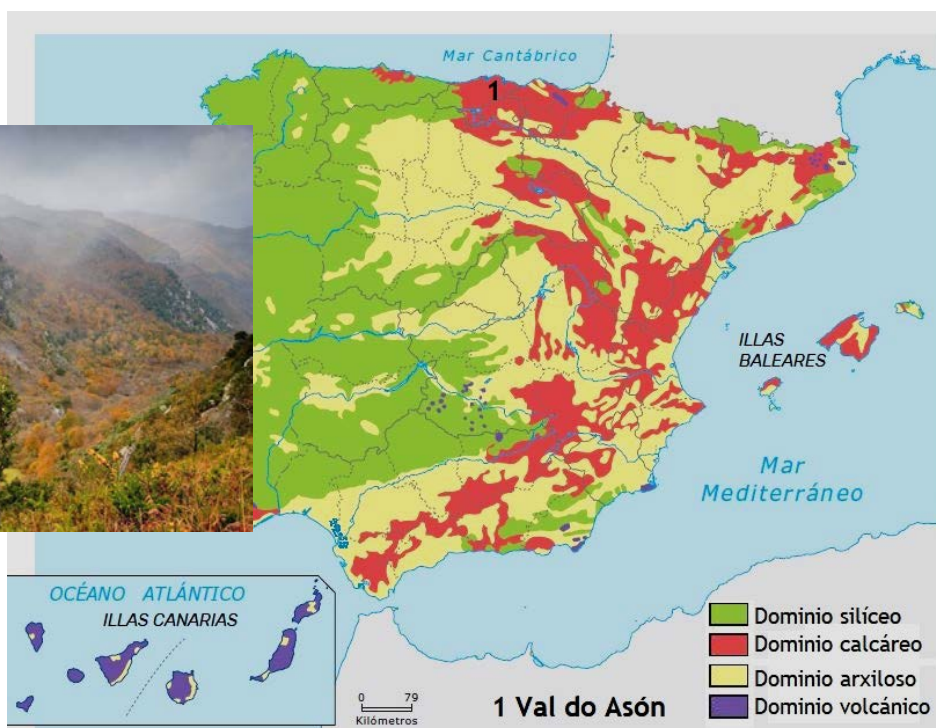 Mar Cantábrico
1
ILLAS
BALEARES
Mar
Mediterráneo
OCÉANO ATLÁNTICO
ILLAS CANARIAS
Dominio silíceo
Dominio calcáreo
Dominio arxiloso
Dominio volcánico
0 79
Kilómetros
1 Val do Asón